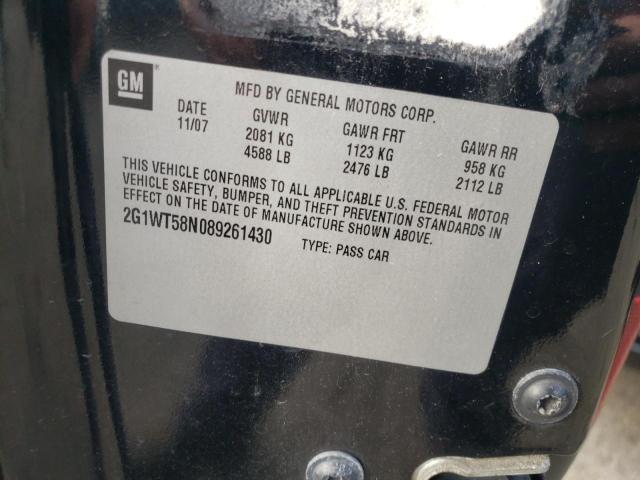 GM
MFD BY GENERAL MOTORS CORP.
DATE GVWR GAWR FRT GAWR RR
11/07 2081 KG 1123 KG 958 KG
4588 LB 2476 LB 2112 LB
THIS VEHICLE CONFORMS TO ALL APPLICABLE U.S. FEDERAL MOTOR
VEHICLE SAFETY, BUMPER, AND THEFT PREVENTION STANDARDS IN
EFFECT ON THE DATE OF MANUFACTURE SHOWN ABOVE.
2G1WT58N089261430 TYPE: PASS CAR